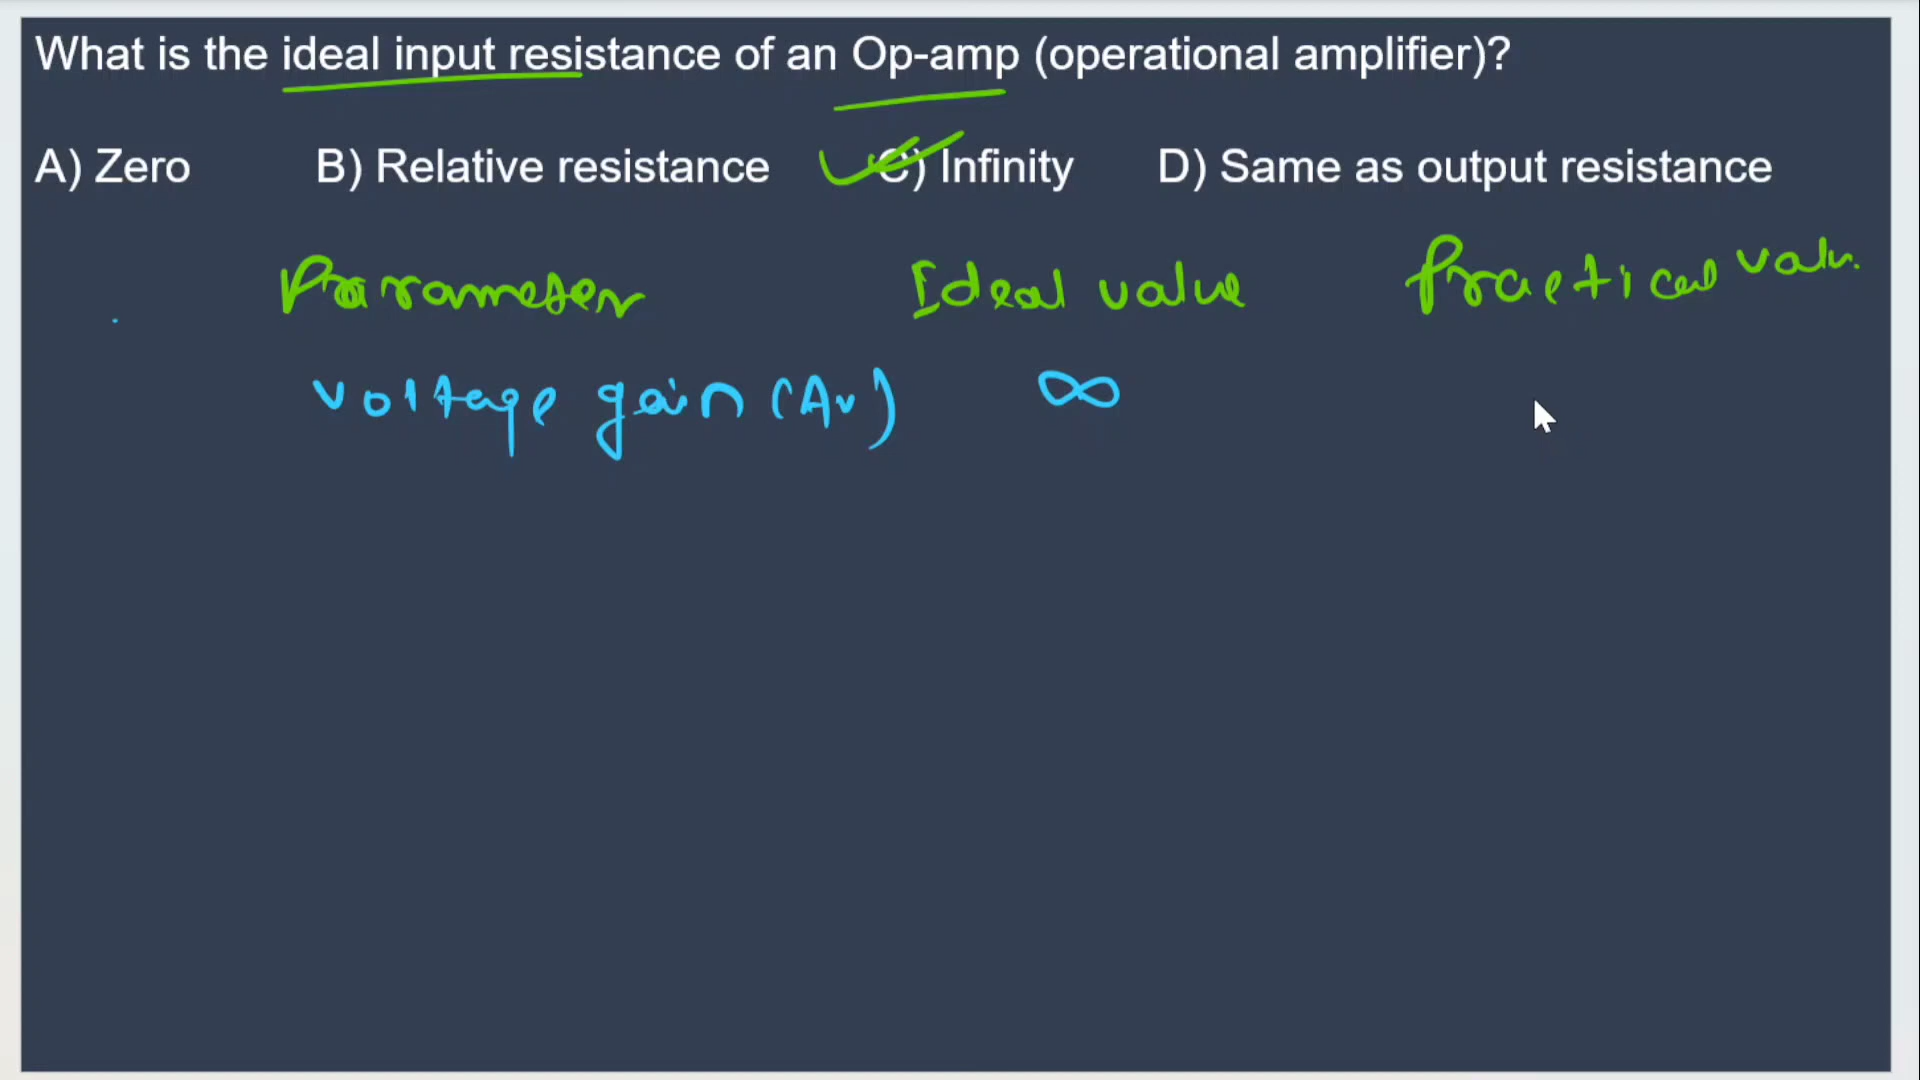 What is the ideal input resistance of an Op-amp (operational amplifier)?
A) Zero B) Relative resistance C) Infinity D) Same as output resistance
Parameter Ideal value Practical valu.
Voltage gain (Av) ∞